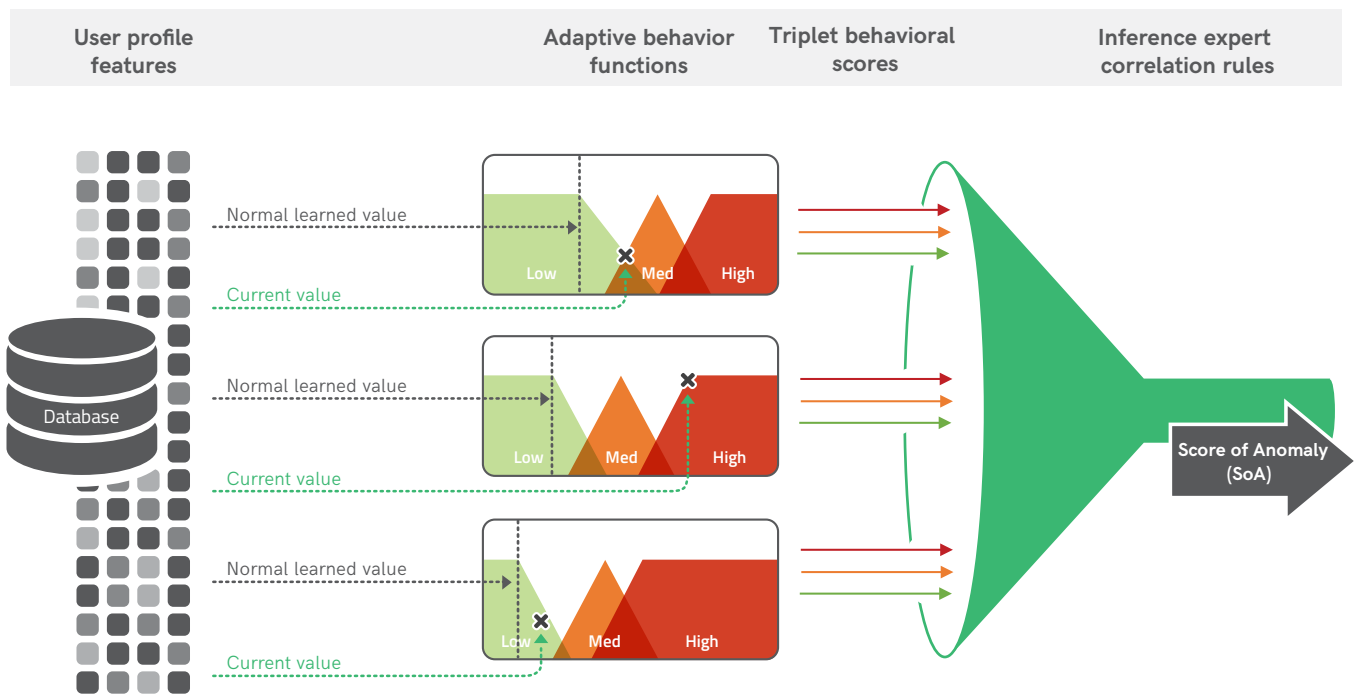 User profile
features
Adaptive behavior
functions
Triplet behavioral
scores
Inference expert
correlation rules
Normal learned value
Current value
Low
Med
High
Database
Normal learned value
Current value
Low
Med
High
Score of Anomaly
(SoA)
Normal learned value
Current value
Low
Med
High